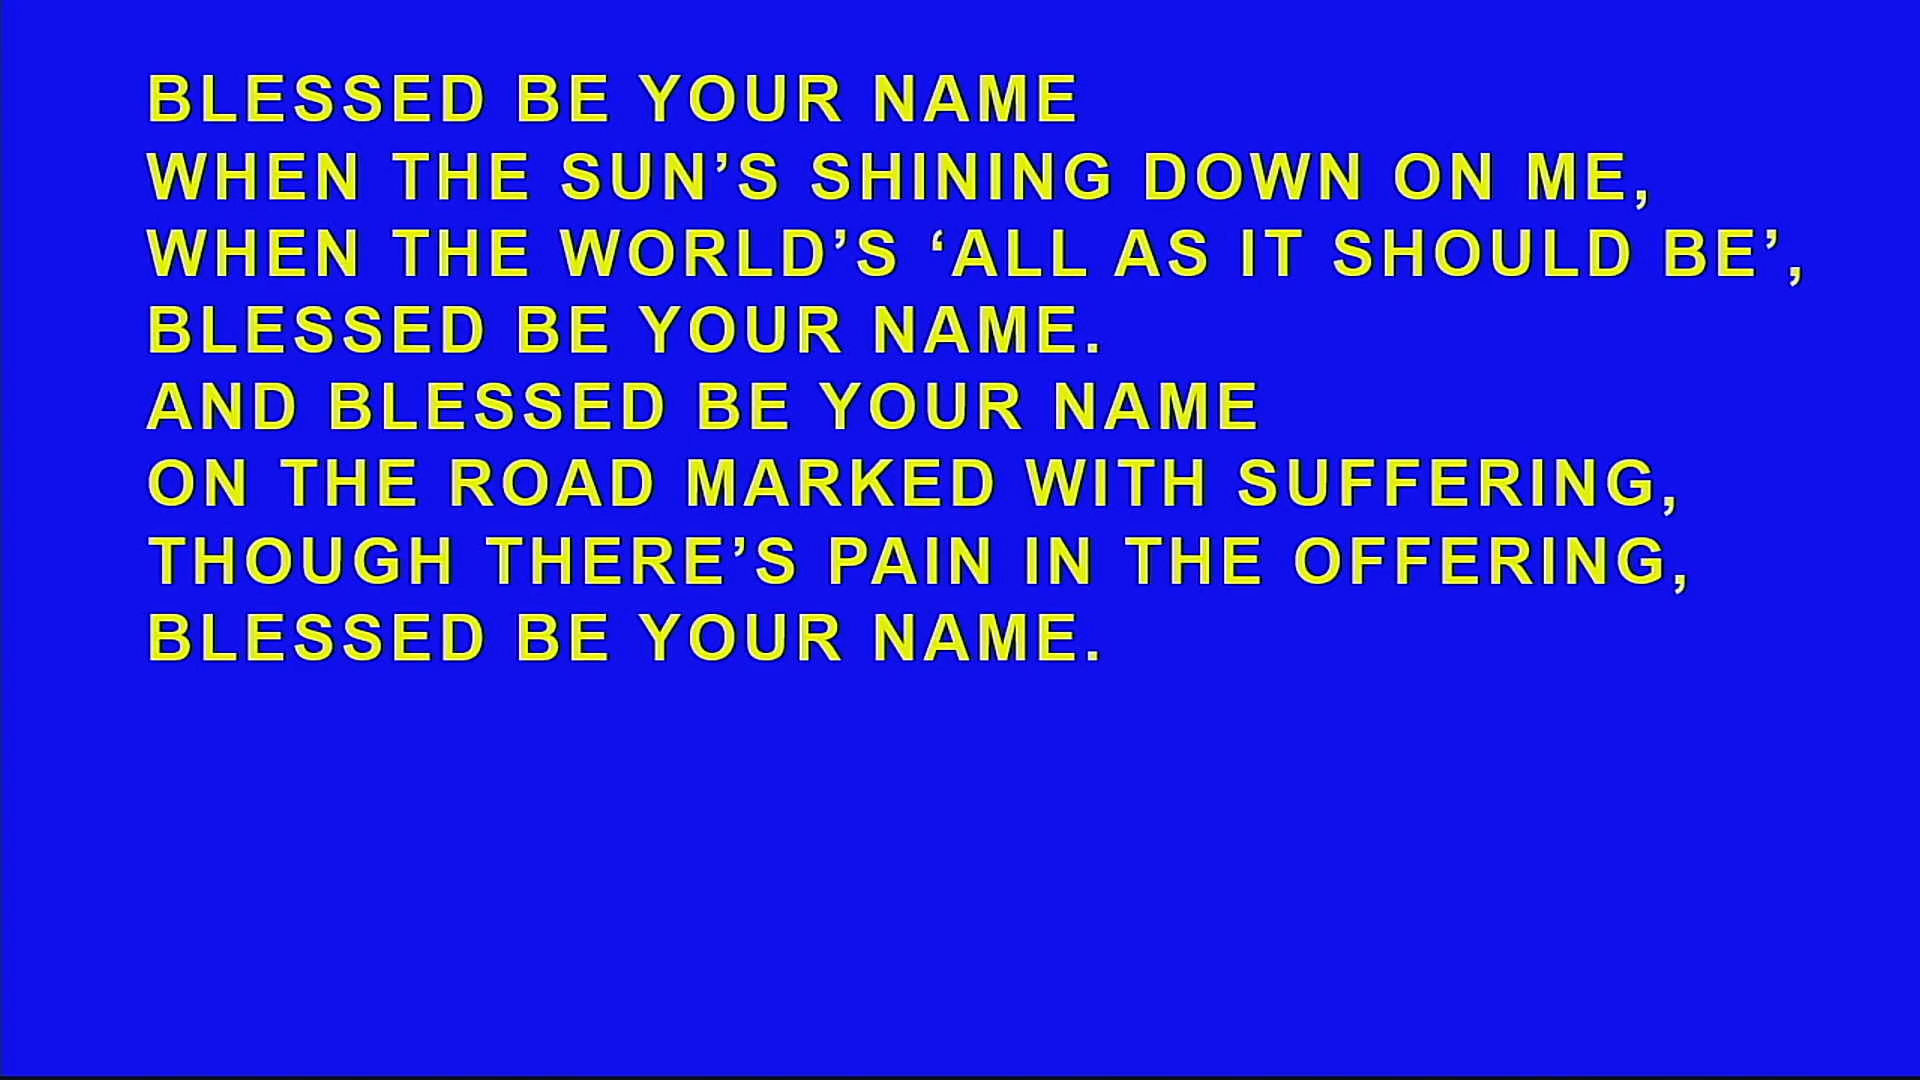 BLESSED BE YOUR NAME
WHEN THE SUN’S SHINING DOWN ON ME,
WHEN THE WORLD’S ‘ALL AS IT SHOULD BE’,
BLESSED BE YOUR NAME.
AND BLESSED BE YOUR NAME
ON THE ROAD MARKED WITH SUFFERING,
THOUGH THERE’S PAIN IN THE OFFERING,
BLESSED BE YOUR NAME.